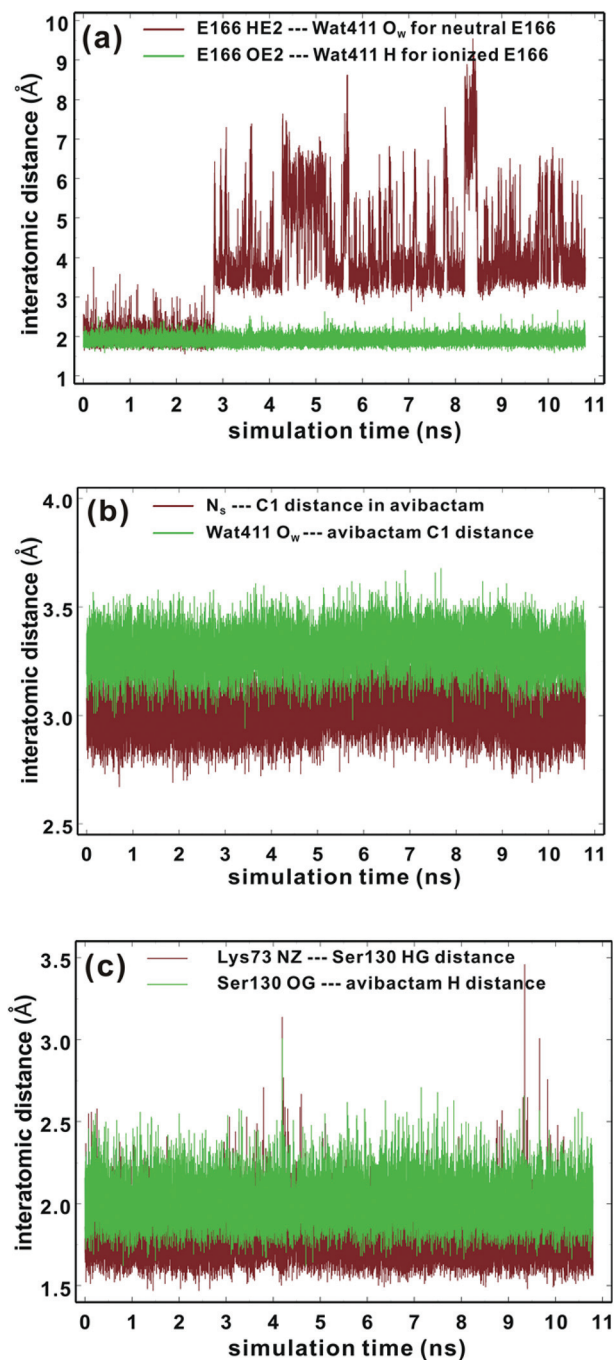 (a)
E166 HE2 --- Wat411 Ow for neutral E166
E166 OE2 --- Wat411 H for ionized E166
interatomic distance (Å)
10
9
8
7
6
5
4
3
2
1
0 1 2 3 4 5 6 7 8 9 10 11
simulation time (ns)
(b)
Ns --- C1 distance in avibactam
Wat411 Ow --- avibactam C1 distance
interatomic distance (Å)
4.0
3.5
3.0
2.5
0 1 2 3 4 5 6 7 8 9 10 11
simulation time (ns)
(c)
Lys73 NZ --- Ser130 HG distance
Ser130 OG --- avibactam H distance
interatomic distance (Å)
3.5
3.0
2.5
2.0
1.5
0 1 2 3 4 5 6 7 8 9 10 11
simulation time (ns)